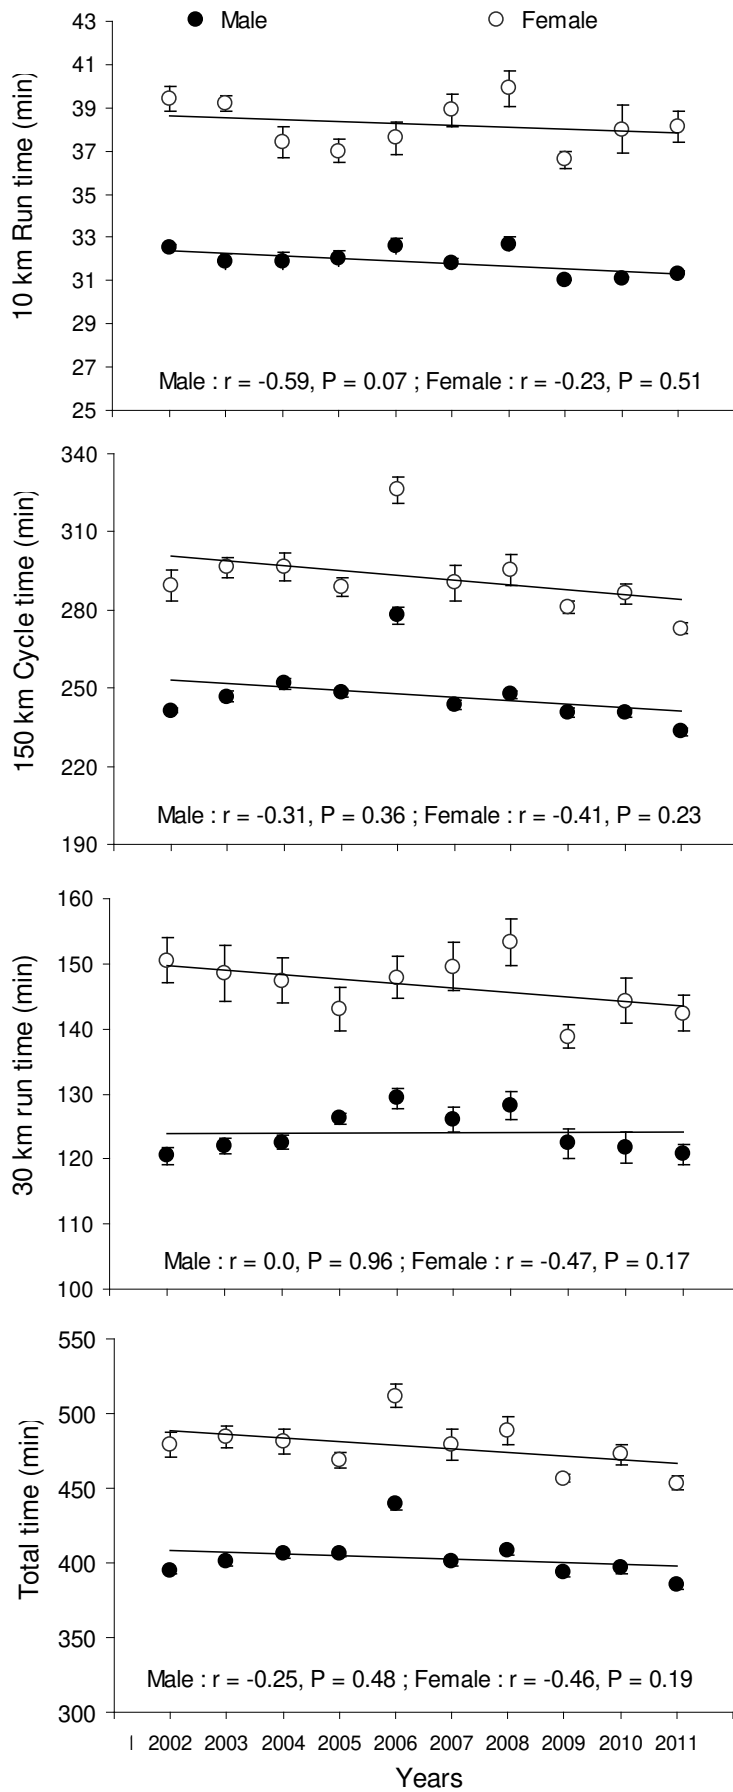 Male Female
43
41
39
37
35
33
31
29
27
25
10 km Run time (min)
Male : r = -0.59, P = 0.07 ; Female : r = -0.23, P = 0.51
340
310
280
250
220
190
150 km Cycle time (min)
Male : r = -0.31, P = 0.36 ; Female : r = -0.41, P = 0.23
160
150
140
130
120
110
100
30 km run time (min)
Male : r = 0.0, P = 0.96 ; Female : r = -0.47, P = 0.17
550
500
450
400
350
300
Total time (min)
Male : r = -0.25, P = 0.48 ; Female : r = -0.46, P = 0.19
2002 2003 2004 2005 2006 2007 2008 2009 2010 2011
Years